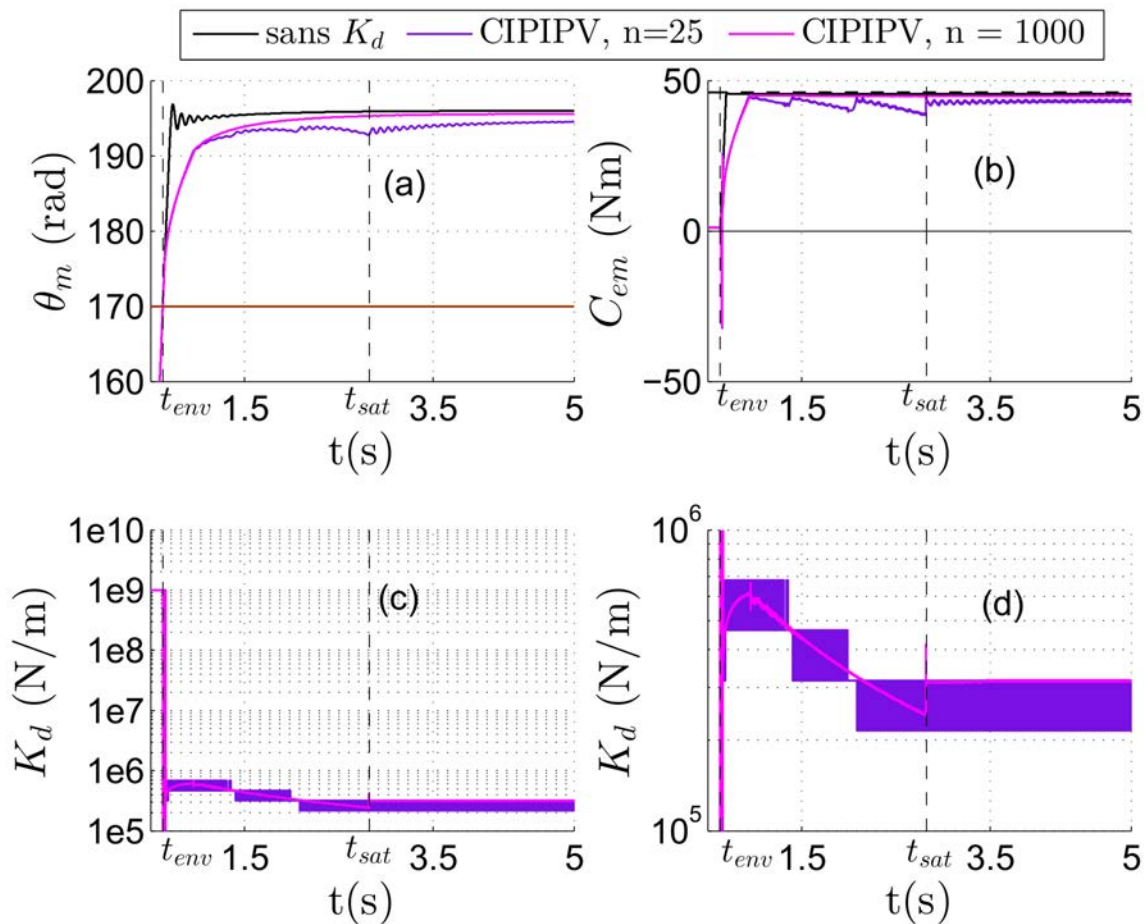 sans K_d CIPIPV, n=25 CIPIPV, n = 1000
θ_m (rad)
200
190
180
170
160
(a)
t_env 1.5 t_sat 3.5 5
t(s)
C_em (Nm)
50
0
−50
(b)
t_env 1.5 t_sat 3.5 5
t(s)
K_d (N/m)
1e10
1e9
1e8
1e7
1e6
1e5
(c)
t_env 1.5 t_sat 3.5 5
t(s)
K_d (N/m)
10^6
10^5
(d)
t_env 1.5 t_sat 3.5 5
t(s)